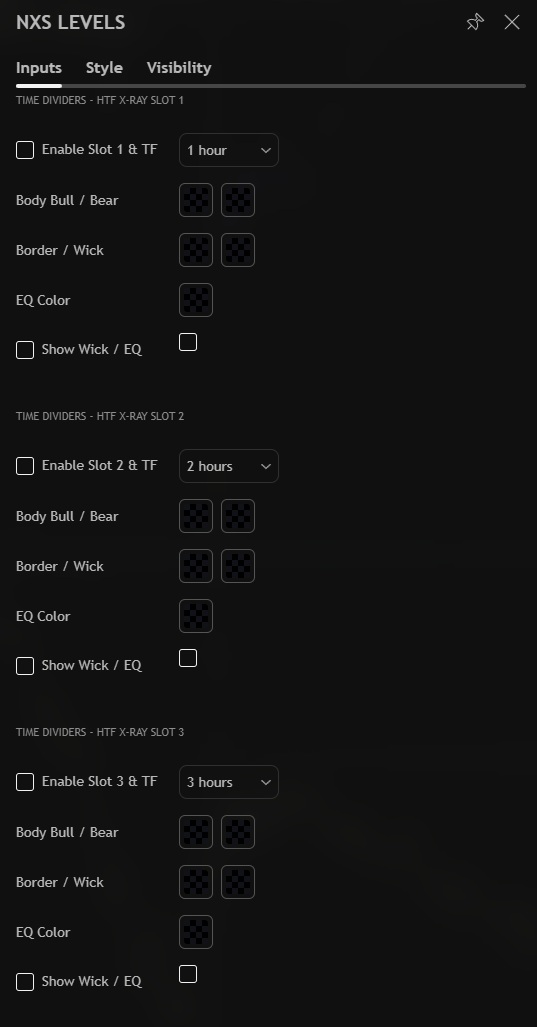 NXS LEVELS
Inputs Style Visibility
TIME DIVIDERS - HTF X-RAY SLOT 1
Enable Slot 1 & TF 1 hour
Body Bull / Bear
Border / Wick
EQ Color
Show Wick / EQ
TIME DIVIDERS - HTF X-RAY SLOT 2
Enable Slot 2 & TF 2 hours
Body Bull / Bear
Border / Wick
EQ Color
Show Wick / EQ
TIME DIVIDERS - HTF X-RAY SLOT 3
Enable Slot 3 & TF 3 hours
Body Bull / Bear
Border / Wick
EQ Color
Show Wick / EQ